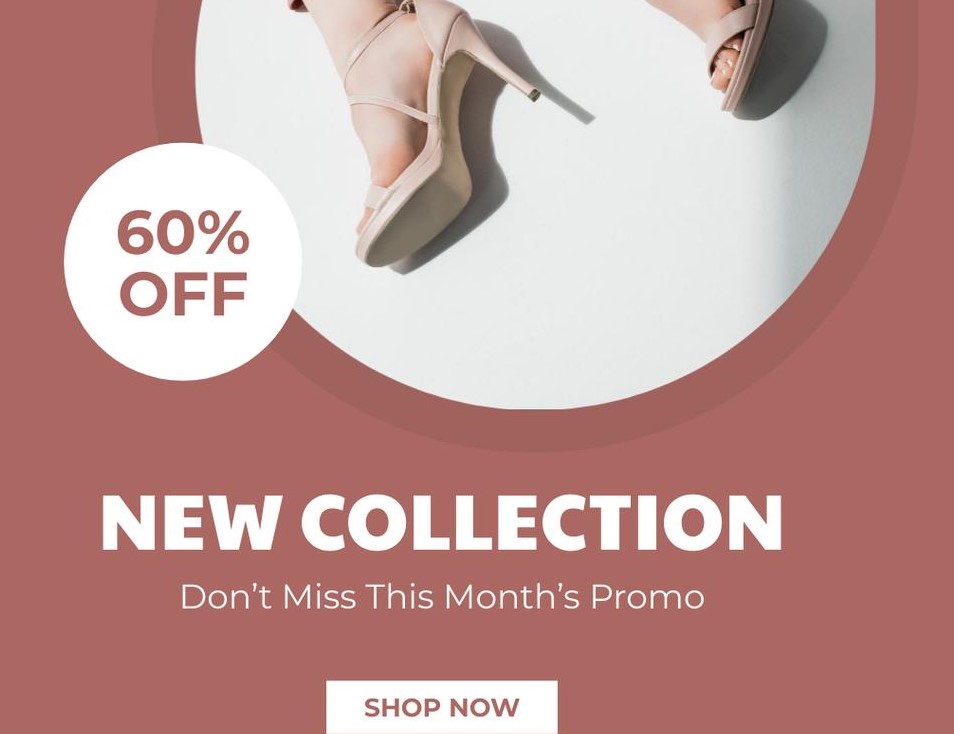 60%
OFF
NEW COLLECTION
Don’t Miss This Month’s Promo
SHOP NOW